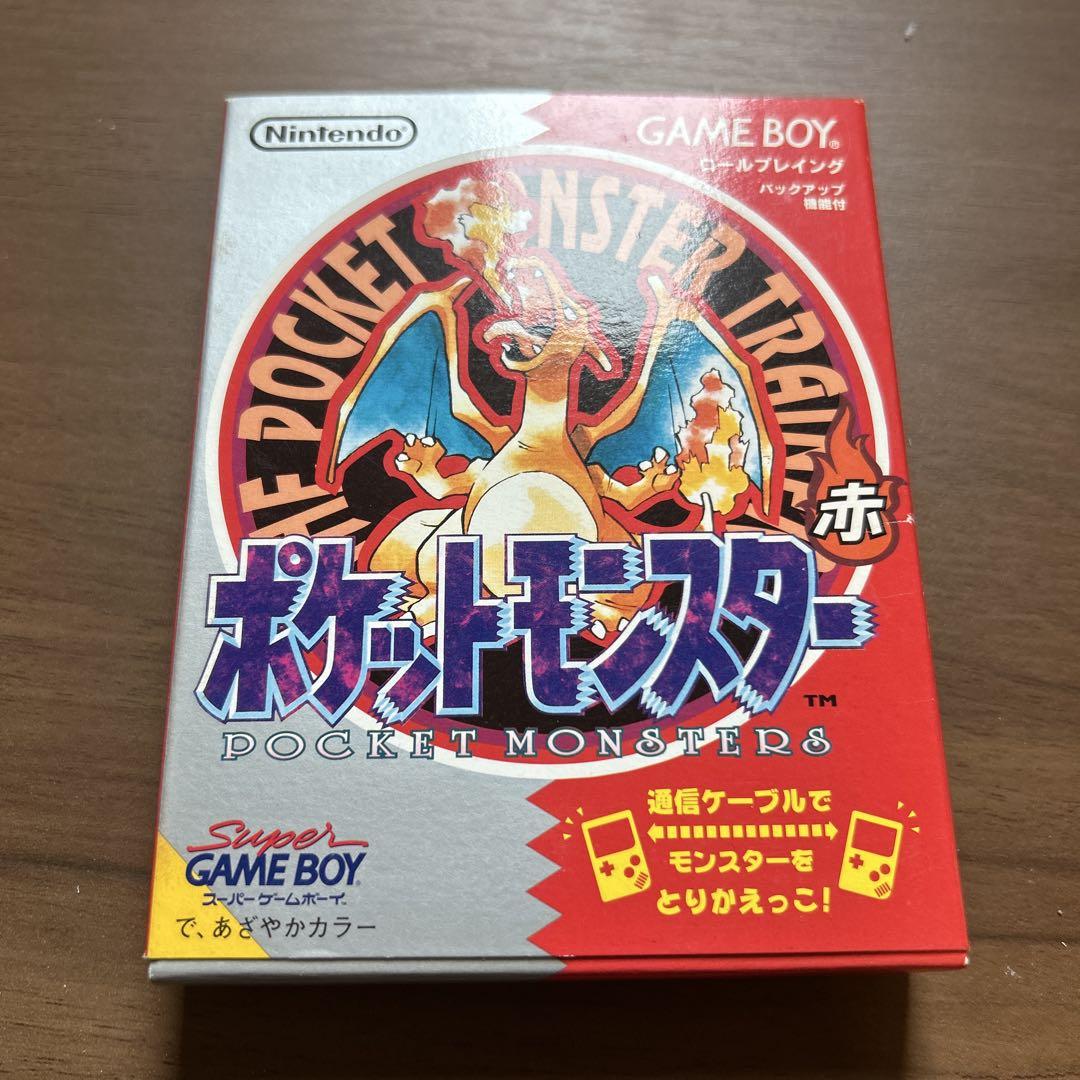 Nintendo®
GAME BOY®
ロールプレイング
バックアップ
機能付
POCKET MONSTER
赤
ポケットモンスター
TM
POCKET MONSTERS
通信ケーブルで
モンスターを
とりかえっこ!
Super
GAME BOY
スーパーゲームボーイ
で、あざやかカラー